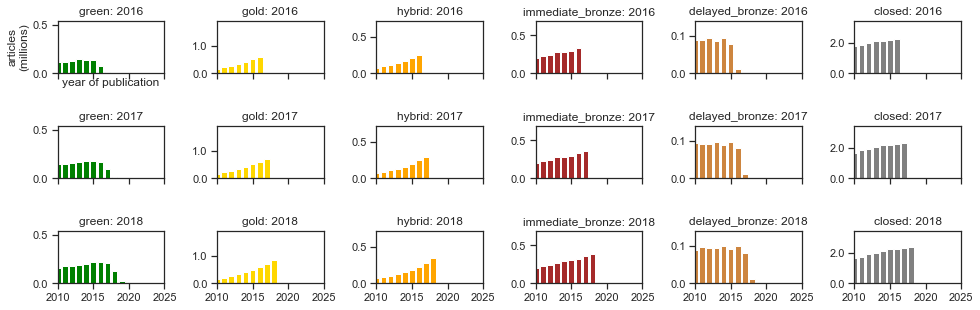 green: 2016
gold: 2016
hybrid: 2016
immediate_bronze: 2016
delayed_bronze: 2016
closed: 2016
articles
(millions)
0.5
0.0
1.0
0.0
0.5
0.0
0.5
0.0
0.1
0.0
2.0
0.0
2010 2015 2020 2025
year of publication
green: 2017
gold: 2017
hybrid: 2017
immediate_bronze: 2017
delayed_bronze: 2017
closed: 2017
0.5
0.0
1.0
0.0
0.5
0.0
0.5
0.0
0.1
0.0
2.0
0.0
green: 2018
gold: 2018
hybrid: 2018
immediate_bronze: 2018
delayed_bronze: 2018
closed: 2018
0.5
0.0
1.0
0.0
0.5
0.0
0.5
0.0
0.1
0.0
2.0
0.0
2010 2015 2020 2025
2010 2015 2020 2025
2010 2015 2020 2025
2010 2015 2020 2025
2010 2015 2020 2025
2010 2015 2020 2025